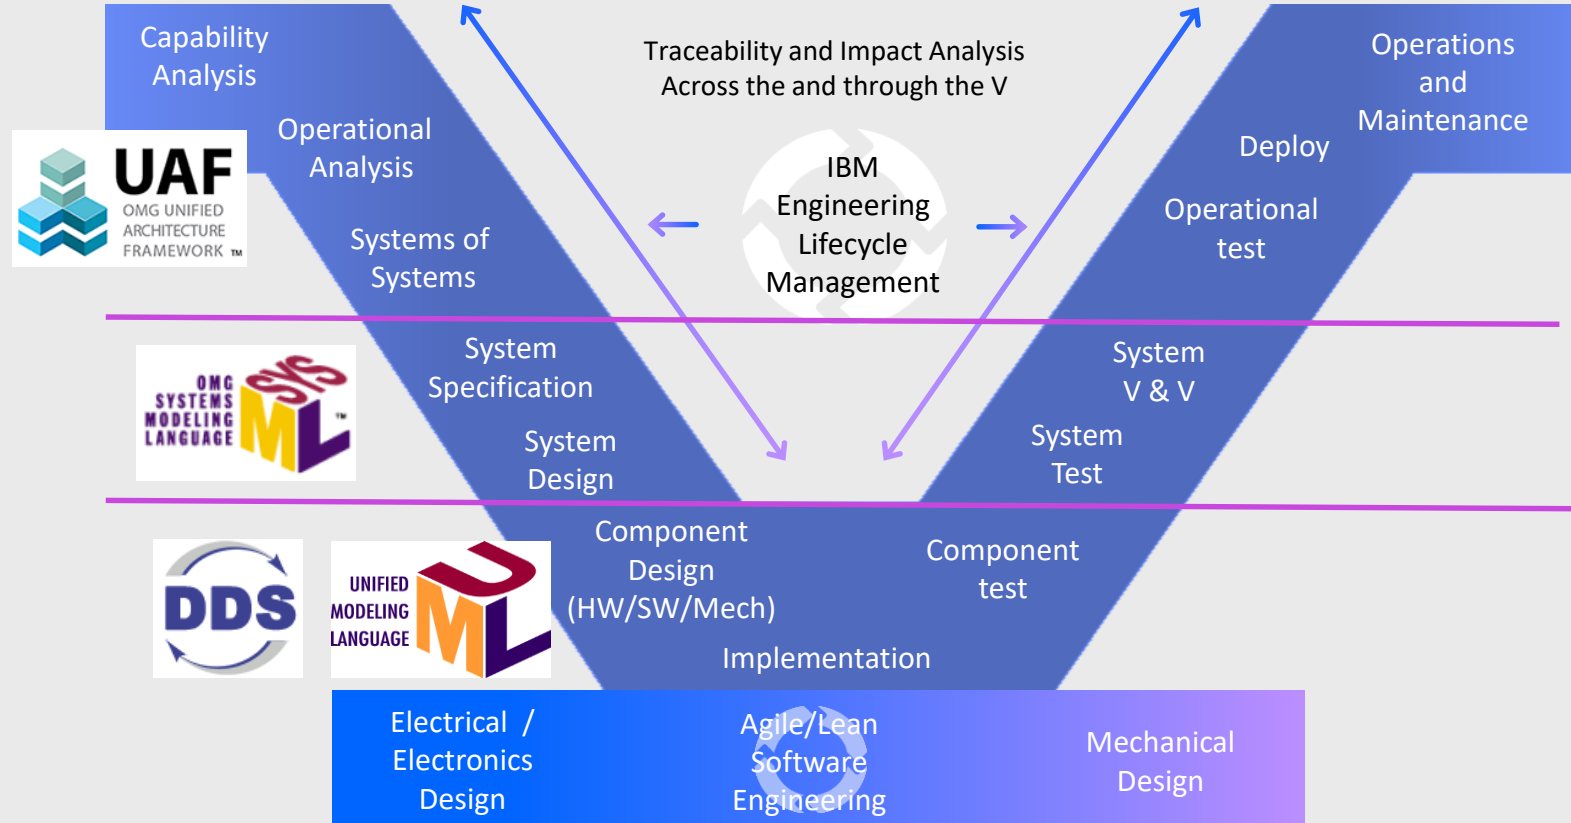 Capability
Analysis
Operational
Analysis
Systems of
Systems
System
Specification
System
Design
Component
Design
(HW/SW/Mech)
Implementation
Component
test
System
Test
System
V & V
Operational
test
Deploy
Operations
and
Maintenance
Traceability and Impact Analysis
Across the and through the V
IBM
Engineering
Lifecycle
Management
UAF
OMG UNIFIED
ARCHITECTURE
FRAMEWORK ™
OMG
SYSTEMS
MODELING
LANGUAGE
SYS
ML™
DDS
UNIFIED
MODELING
LANGUAGE
UML
Electrical /
Electronics
Design
Agile/Lean
Software
Engineering
Mechanical
Design